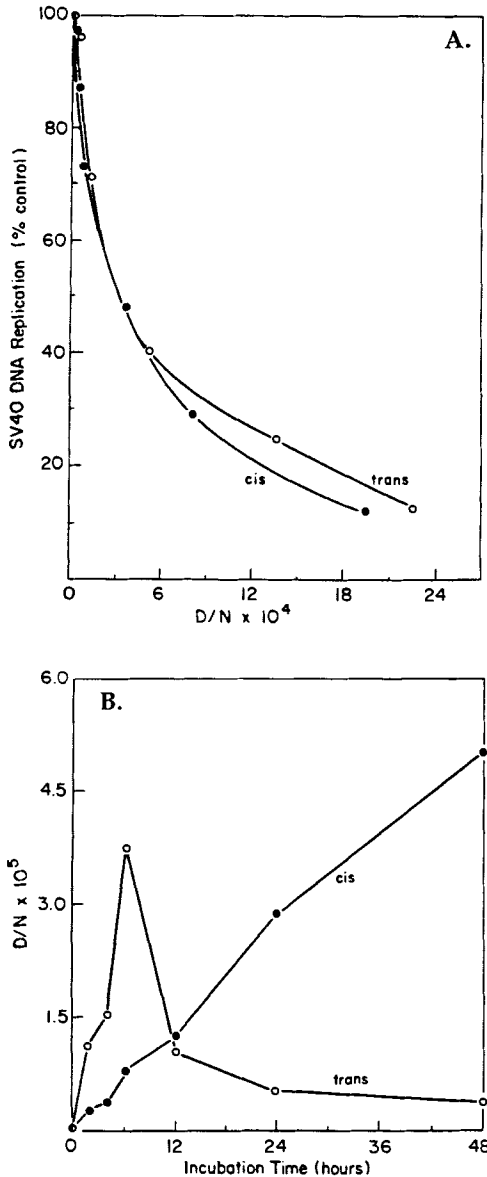 A.
SV40 DNA Replication (% control)
100
80
60
40
20
cis
trans
0 6 12 18 24
D/N × 10⁴
B.
D/N × 10⁵
6.0
4.5
3.0
1.5
cis
trans
0 12 24 36 48
Incubation Time (hours)